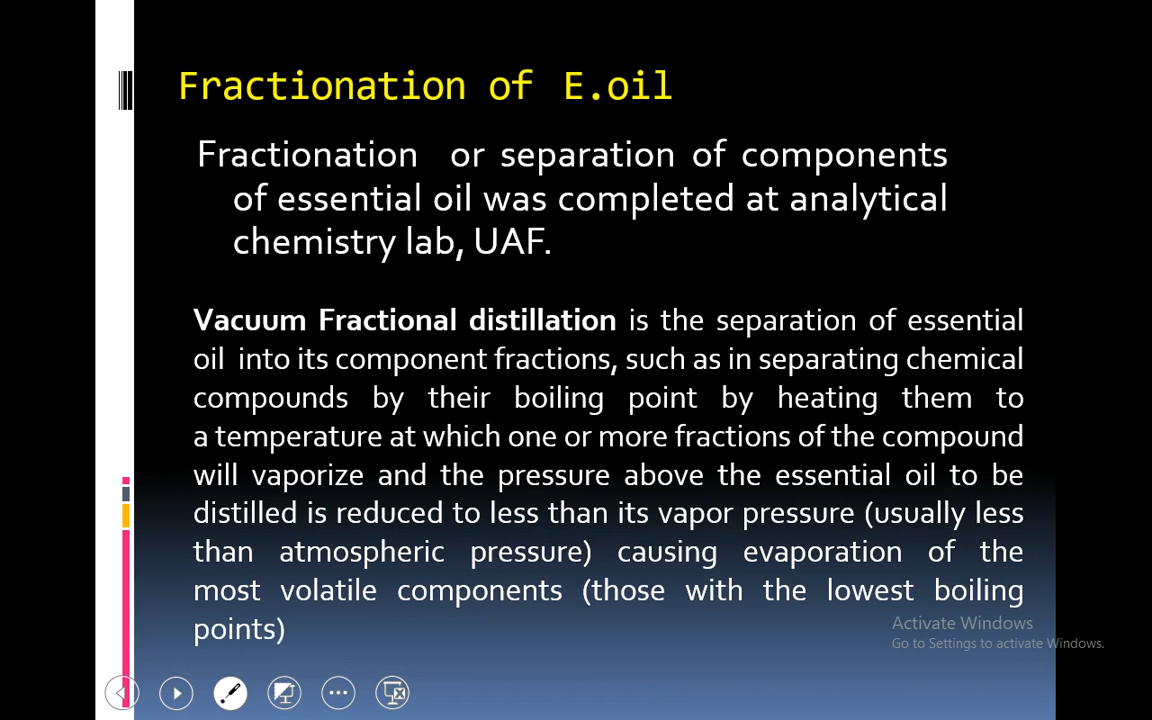 Fractionation of E.oil
Fractionation or separation of components
of essential oil was completed at analytical
chemistry lab, UAF.
Vacuum Fractional distillation is the separation of essential
oil into its component fractions, such as in separating chemical
compounds by their boiling point by heating them to
a temperature at which one or more fractions of the compound
will vaporize and the pressure above the essential oil to be
distilled is reduced to less than its vapor pressure (usually less
than atmospheric pressure) causing evaporation of the
most volatile components (those with the lowest boiling
points)
Activate Windows
Go to Settings to activate Windows.